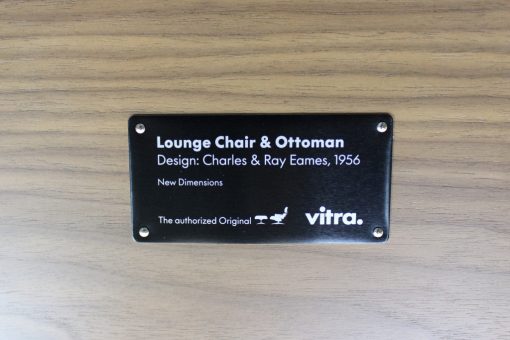 Lounge Chair & Ottoman
Design: Charles & Ray Eames, 1956
New Dimensions
The authorized Original vitra.